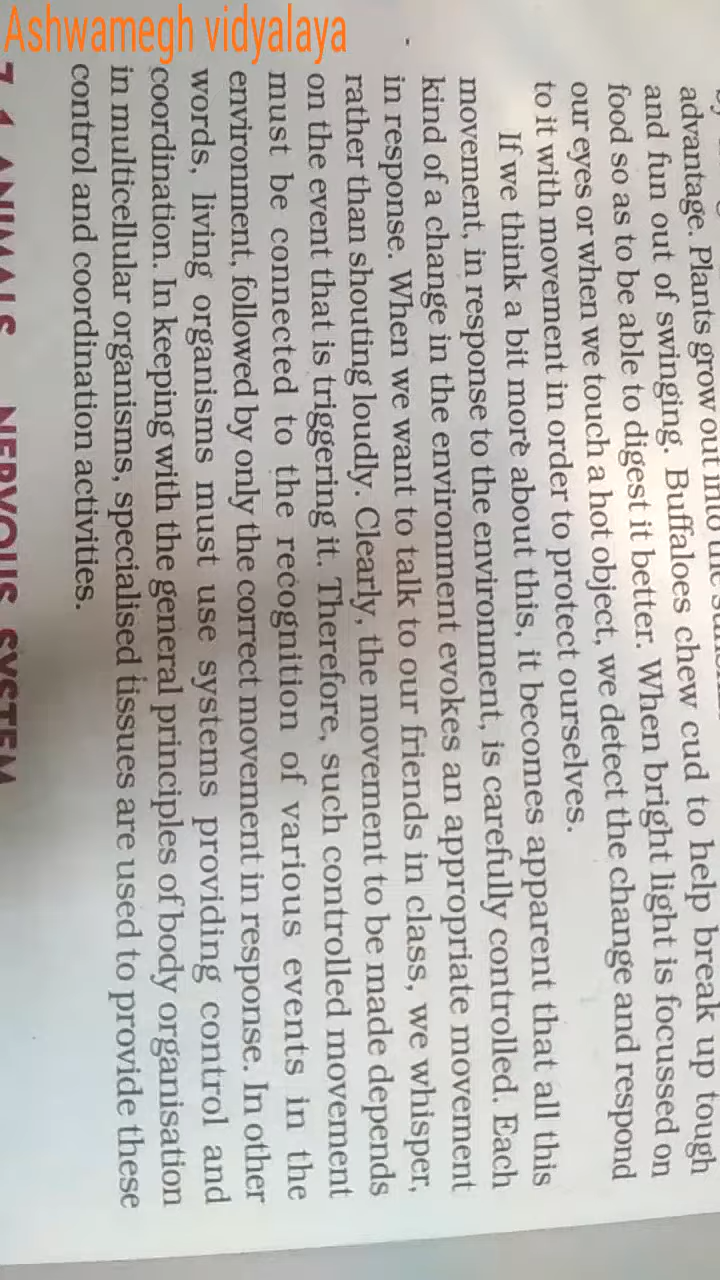 Ashwamegh vidyalaya
advantage. Plants grow out into the
and fun out of swinging. Buffaloes chew cud to help break up tough
food so as to be able to digest it better. When bright light is focussed on
our eyes or when we touch a hot object, we detect the change and respond
to it with movement in order to protect ourselves.
If we think a bit more about this, it becomes apparent that all this
movement, in response to the environment, is carefully controlled. Each
kind of a change in the environment evokes an appropriate movement
in response. When we want to talk to our friends in class, we whisper,
rather than shouting loudly. Clearly, the movement to be made depends
on the event that is triggering it. Therefore, such controlled movement
must be connected to the recognition of various events in the
environment, followed by only the correct movement in response. In other
words, living organisms must use systems providing control and
coordination. In keeping with the general principles of body organisation
in multicellular organisms, specialised tissues are used to provide these
control and coordination activities.
7.1 ANIMALS NERVOUS SYSTEM